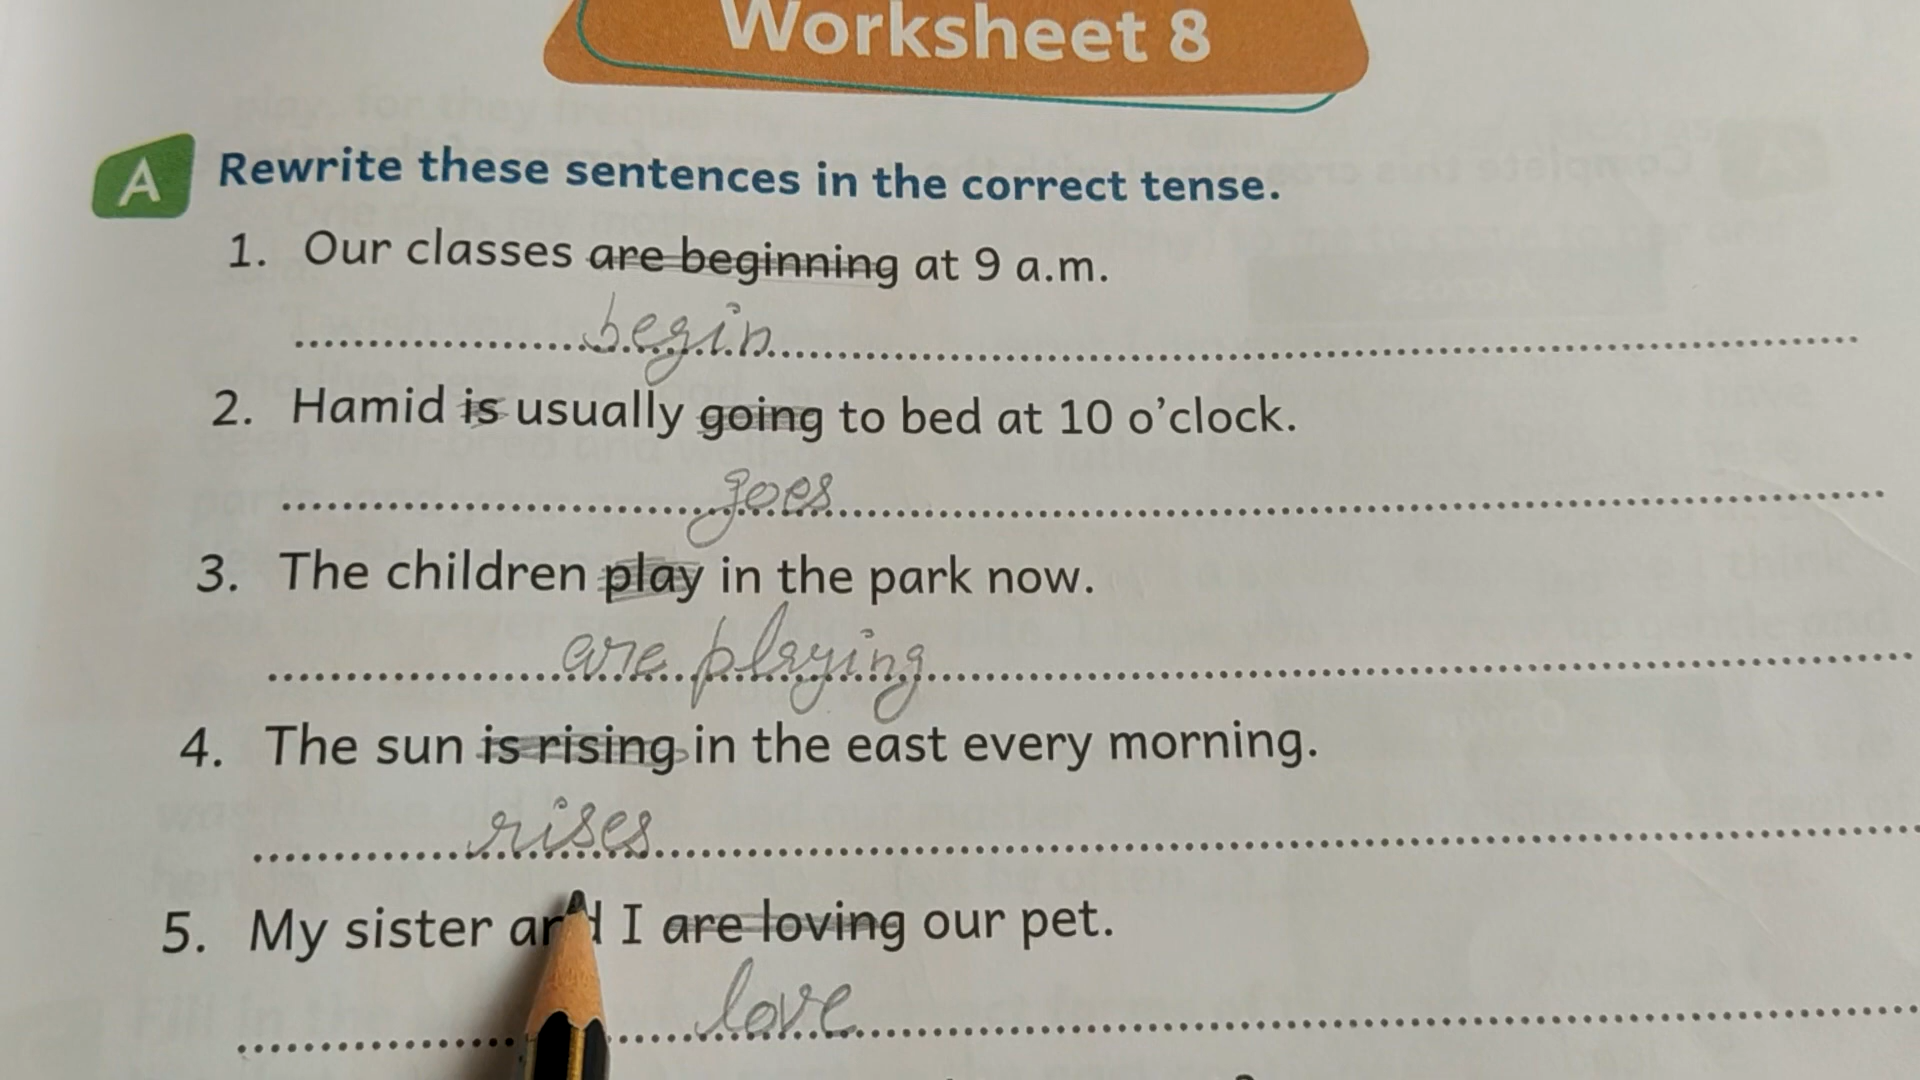 Worksheet 8
A Rewrite these sentences in the correct tense.
1. Our classes are beginning at 9 a.m.
begin
2. Hamid is usually going to bed at 10 o'clock.
goes
3. The children play in the park now.
are playing
4. The sun is rising in the east every morning.
rises
5. My sister and I are loving our pet.
love